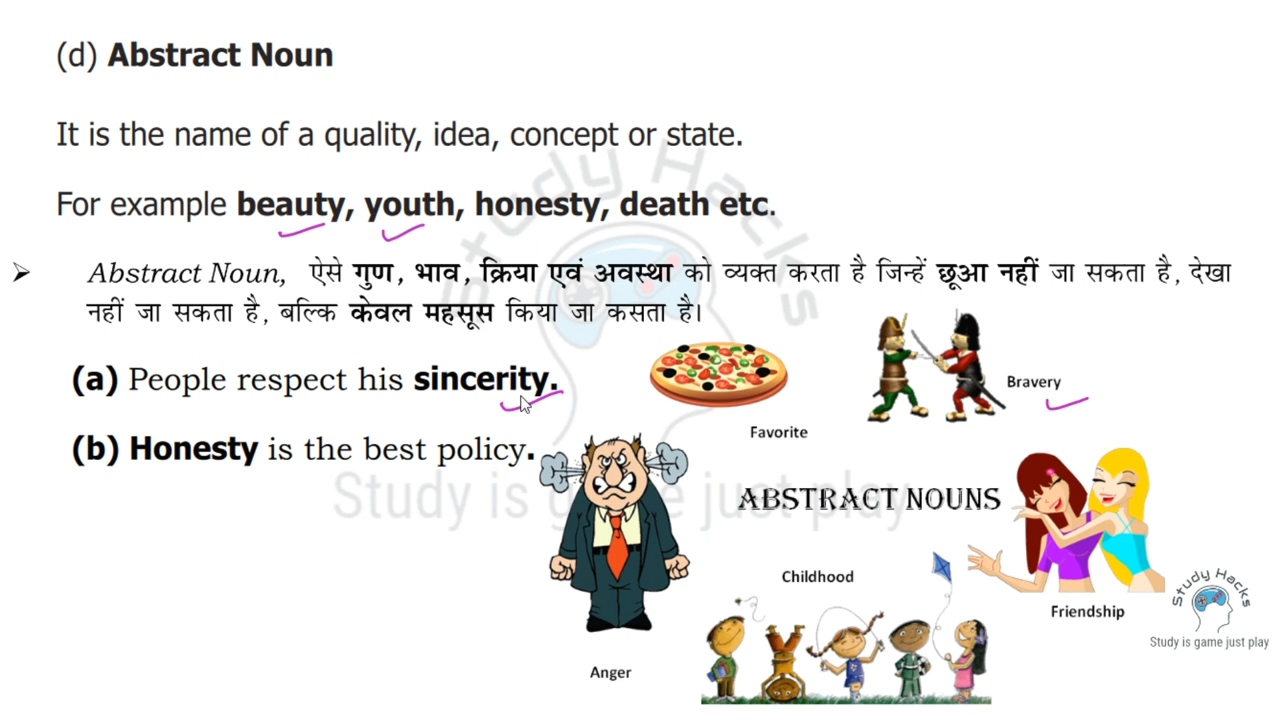 (d) Abstract Noun
It is the name of a quality, idea, concept or state.
For example beauty, youth, honesty, death etc.
➢ Abstract Noun, ऐसे गुण, भाव, क्रिया एवं अवस्था को व्यक्त करता है जिन्हें छूआ नहीं जा सकता है, देखा
नहीं जा सकता है, बल्कि केवल महसूस किया जा कसता है।
(a) People respect his sincerity.
(b) Honesty is the best policy.
Favorite
Bravery
ABSTRACT NOUNS
Childhood
Friendship
Anger
Study Hacks
Study is game just play
Study Hacks
Study is game just play